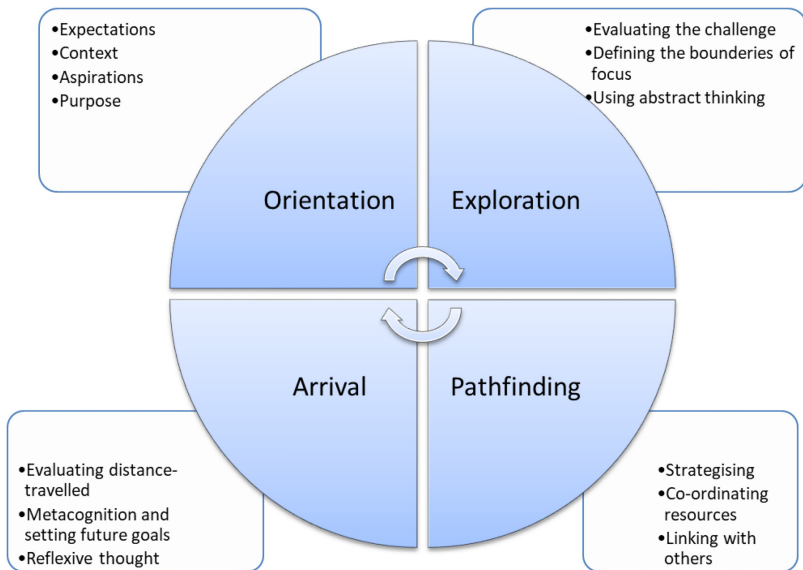 •Expectations
•Context
•Aspirations
•Purpose
•Evaluating the challenge
•Defining the bounderies of
focus
•Using abstract thinking
Orientation
Exploration
Arrival
Pathfinding
•Evaluating distance-
travelled
•Metacognition and
setting future goals
•Reflexive thought
•Strategising
•Co-ordinating
resources
•Linking with
others